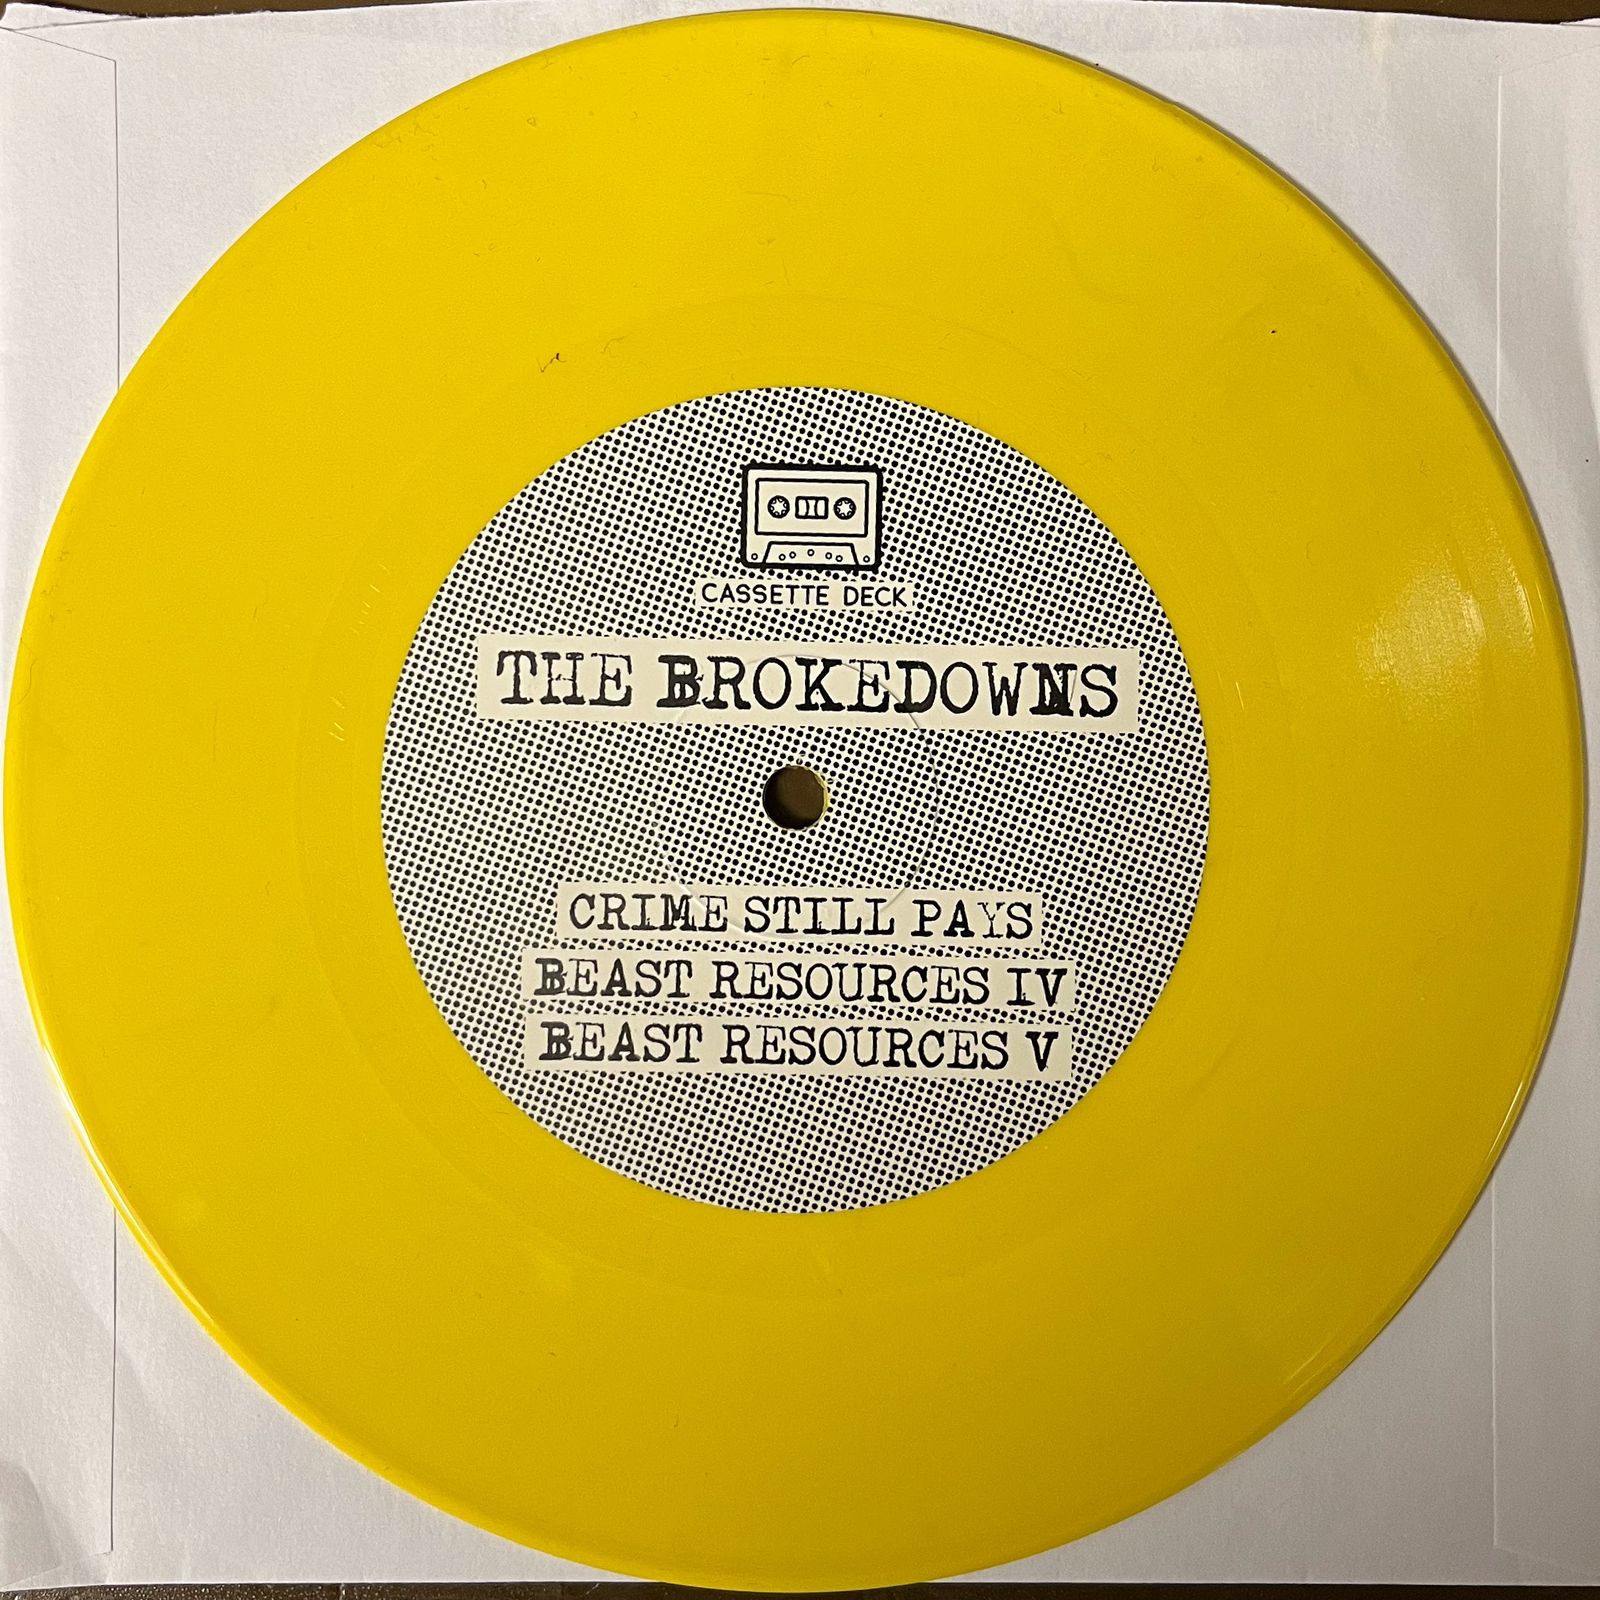 CASSETTE DECK
THE BROKEDOWNS
CRIME STILL PAYS
BEAST RESOURCES IV
BEAST RESOURCES V